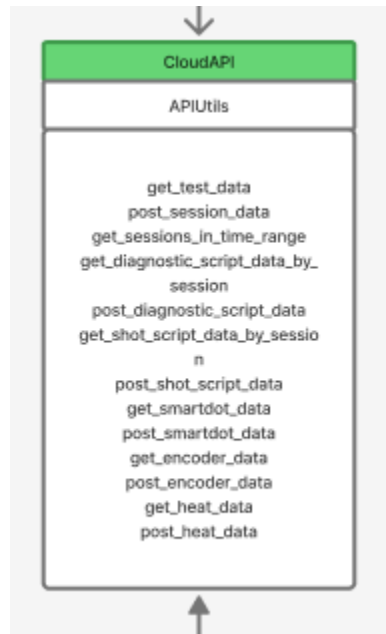 CloudAPI
APIUtils
get_test_data
post_session_data
get_sessions_in_time_range
get_diagnostic_script_data_by_
session
post_diagnostic_script_data
get_shot_script_data_by_sessio
n
post_shot_script_data
get_smartdot_data
post_smartdot_data
get_encoder_data
post_encoder_data
get_heat_data
post_heat_data